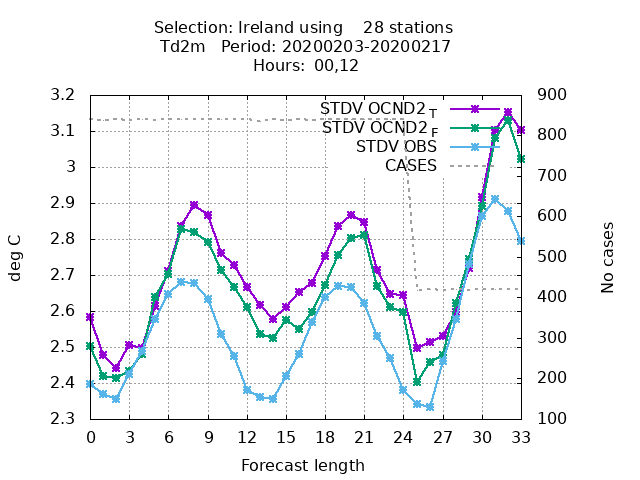 Selection: Ireland using    28 stations
Td2m   Period: 20200203-20200217
Hours:  00,12
STDV OCND2 T
STDV OCND2 F
STDV OBS
CASES
deg C
No cases
3.2
3.1
3
2.9
2.8
2.7
2.6
2.5
2.4
2.3
900
800
700
600
500
400
300
200
100
0 3 6 9 12 15 18 21 24 27 30 33
Forecast length